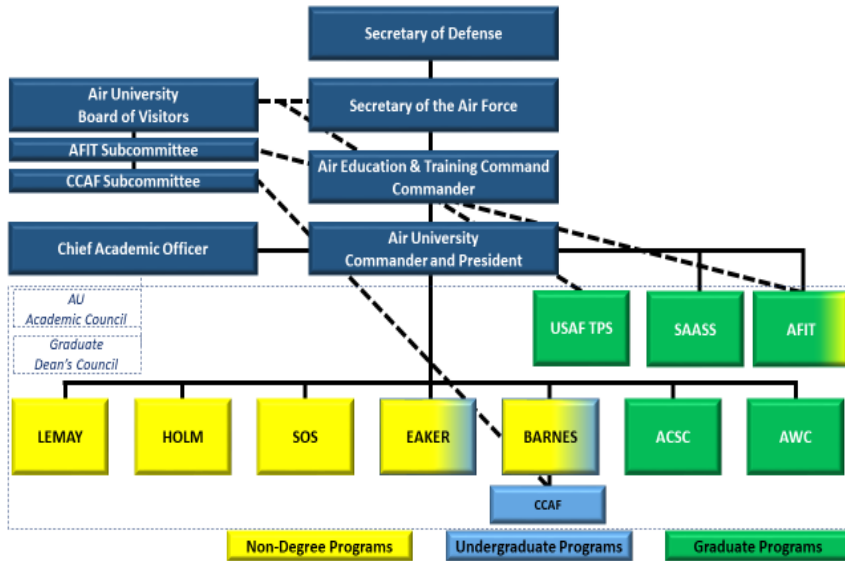 Secretary of Defense
Air University
Board of Visitors
Secretary of the Air Force
AFIT Subcommittee
CCAF Subcommittee
Air Education & Training Command
Commander
Chief Academic Officer
Air University
Commander and President
AU
Academic Council
Graduate
Dean's Council
USAF TPS
SAASS
AFIT
LEMAY
HOLM
SOS
EAKER
BARNES
ACSC
AWC
CCAF
Non-Degree Programs
Undergraduate Programs
Graduate Programs